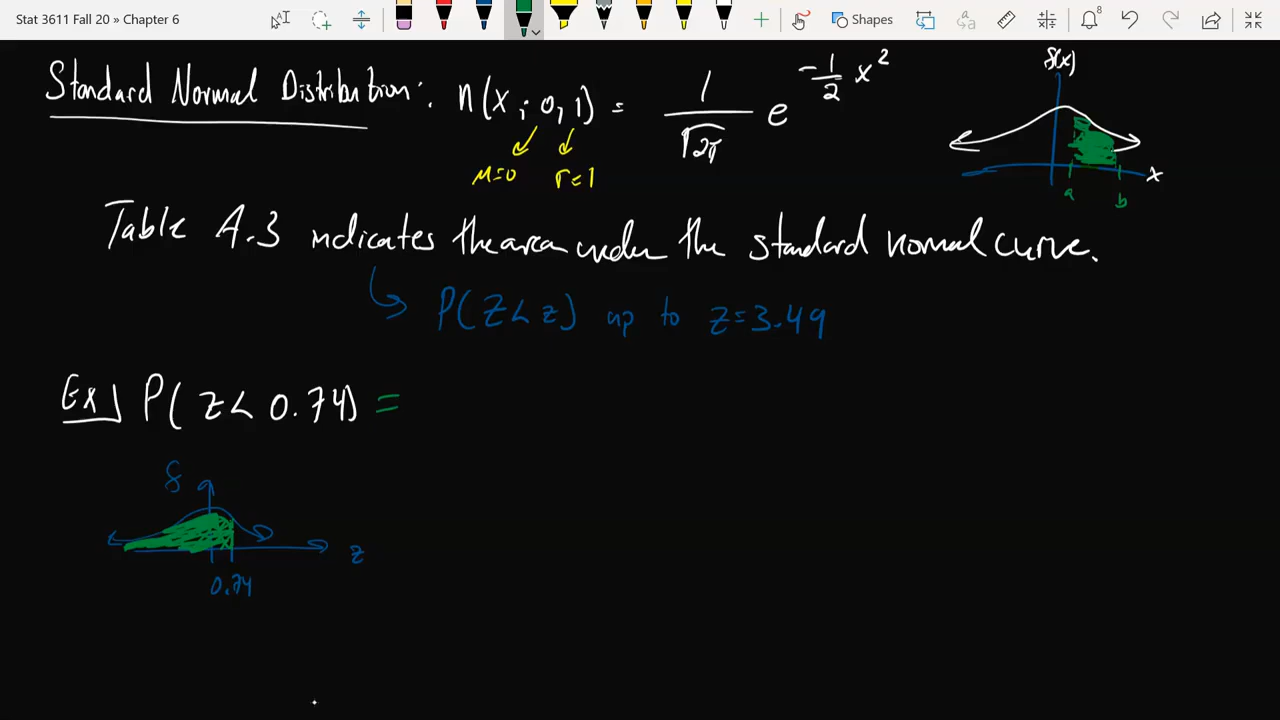 Stat 3611 Fall 20 » Chapter 6
Shapes
8
Standard Normal Distribution: n(x; 0, 1) = 1/√2π e^(-1/2 x²)
μ=0 σ=1
f(x)
x
a b
Table A.3 indicates the area under the standard normal curve.
↳ P(Z<z) up to z=3.49
Ex] P(Z< 0.74) =
f
z
0.74